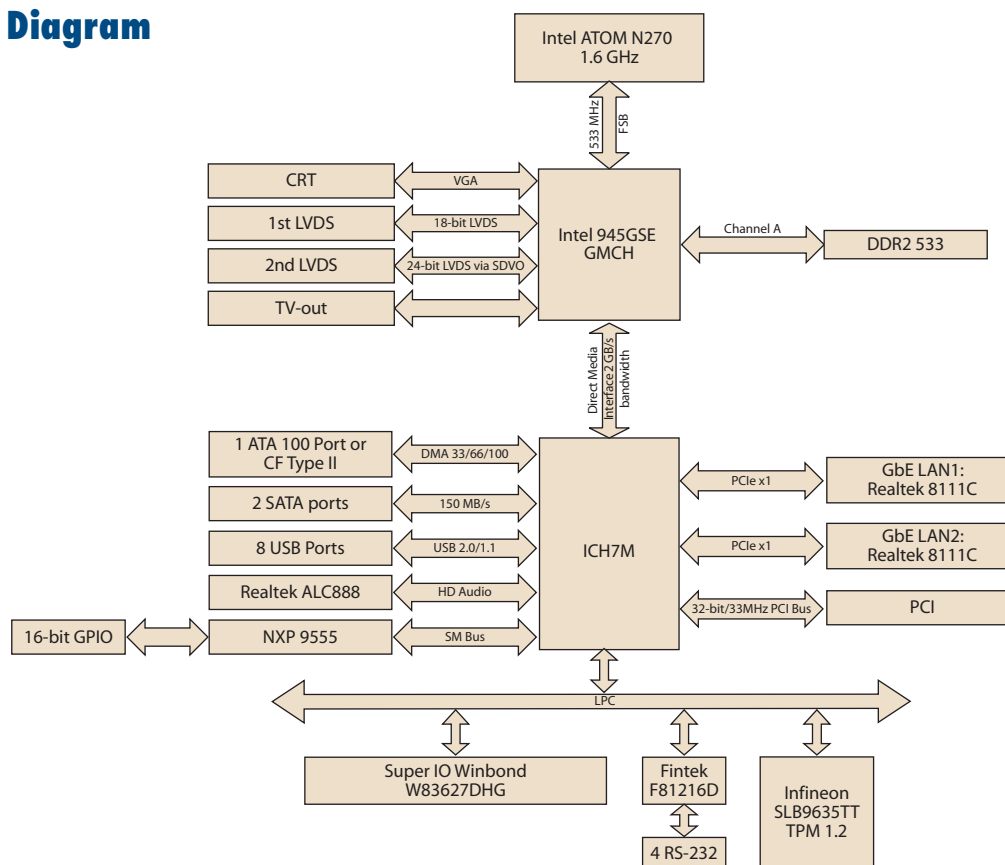 Diagram
Intel ATOM N270
1.6 GHz
533 MHz
FSB
CRT
VGA
1st LVDS
18-bit LVDS
2nd LVDS
24-bit LVDS via SDVO
TV-out
Intel 945GSE
GMCH
Channel A
DDR2 533
Direct Media
Interface 2 GB/s
bandwidth
1 ATA 100 Port or
CF Type II
DMA 33/66/100
2 SATA ports
150 MB/s
8 USB Ports
USB 2.0/1.1
Realtek ALC888
HD Audio
16-bit GPIO
NXP 9555
SM Bus
ICH7M
PCIe x1
GbE LAN1:
Realtek 8111C
PCIe x1
GbE LAN2:
Realtek 8111C
32-bit/33MHz PCI Bus
PCI
LPC
Super IO Winbond
W83627DHG
Fintek
F81216D
4 RS-232
Infineon
SLB9635TT
TPM 1.2